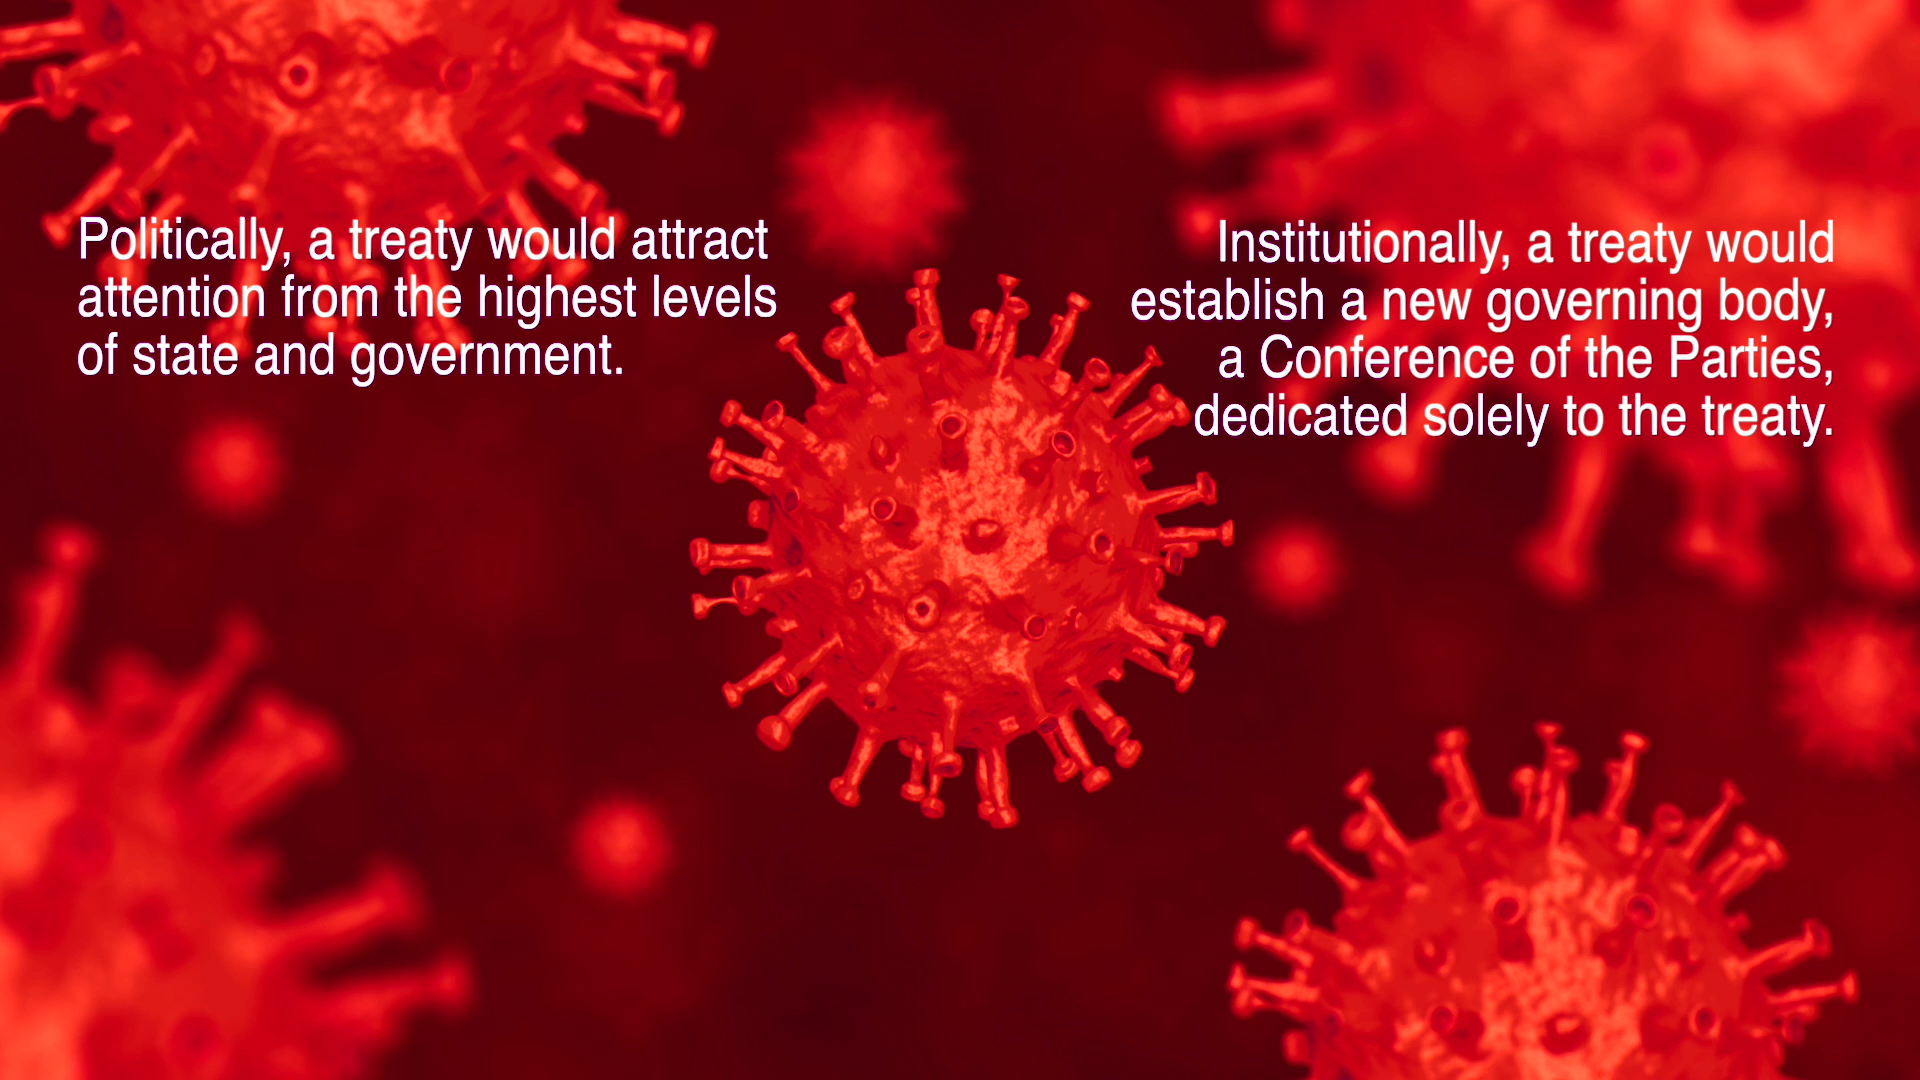 Politically, a treaty would attract
attention from the highest levels
of state and government.
Institutionally, a treaty would
establish a new governing body,
a Conference of the Parties,
dedicated solely to the treaty.